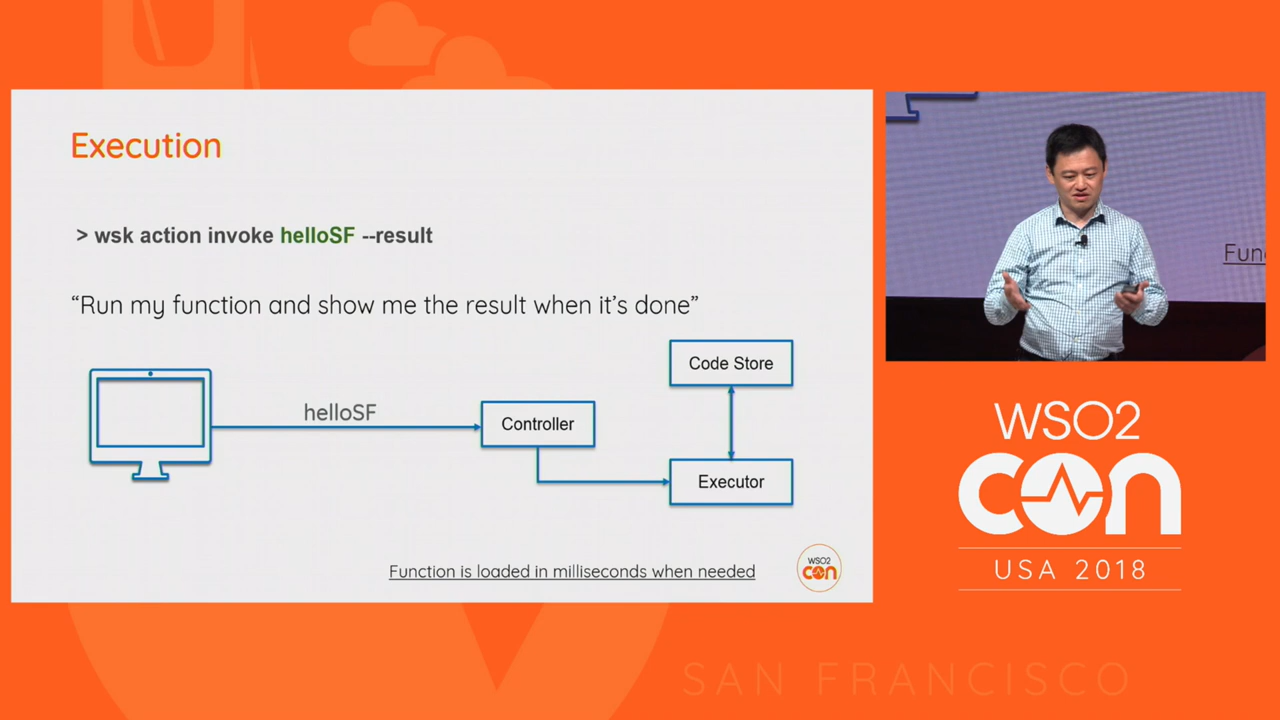 Execution
> wsk action invoke helloSF --result
“Run my function and show me the result when it’s done”
helloSF
Controller
Code Store
Executor
Function is loaded in milliseconds when needed
WSO2
con
Fun
WSO2
con
USA 2018
SAN FRANCISCO